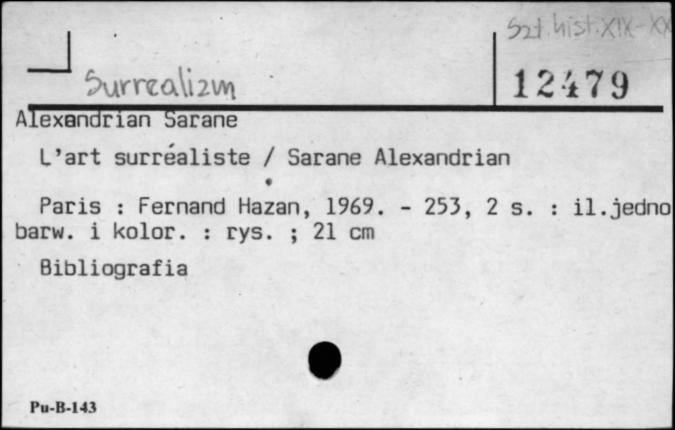 Szt. hist. XIX-XX
Surrealizm
12479
Alexandrian Sarane
L'art surréaliste / Sarane Alexandrian
Paris : Fernand Hazan, 1969. - 253, 2 s. : il.jedno
barw. i kolor. : rys. ; 21 cm
Bibliografia
Pu-B-143